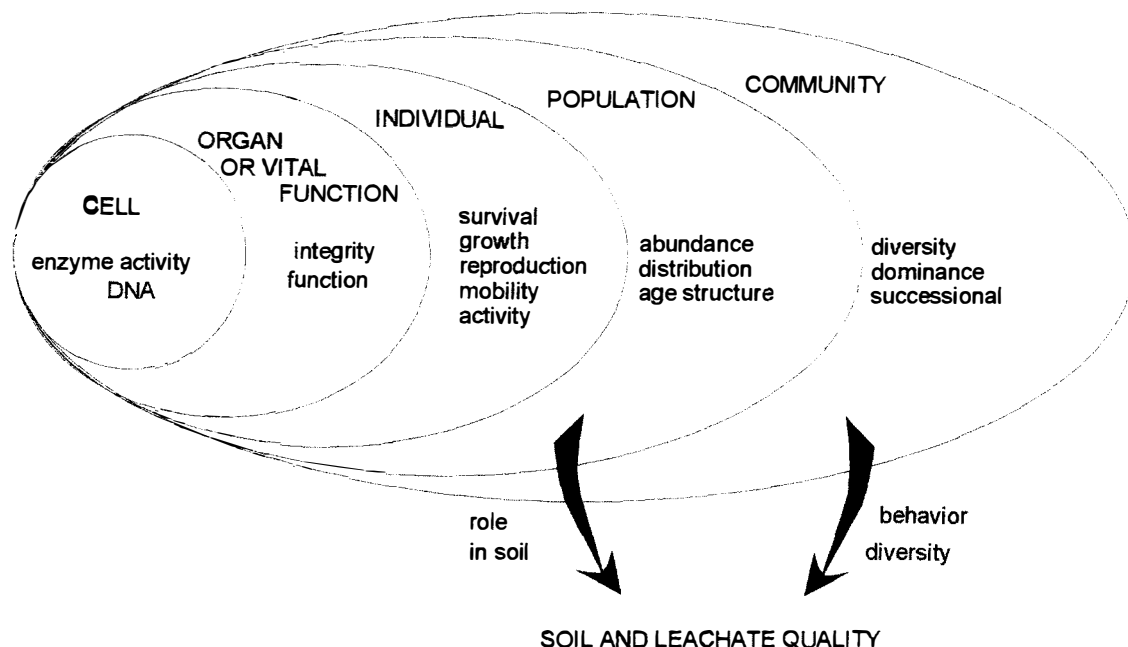 COMMUNITY
POPULATION
INDIVIDUAL
ORGAN
OR VITAL
FUNCTION
CELL
enzyme activity
DNA
integrity
function
survival
growth
reproduction
mobility
activity
abundance
distribution
age structure
diversity
dominance
successional
role
in soil
behavior
diversity
SOIL AND LEACHATE QUALITY